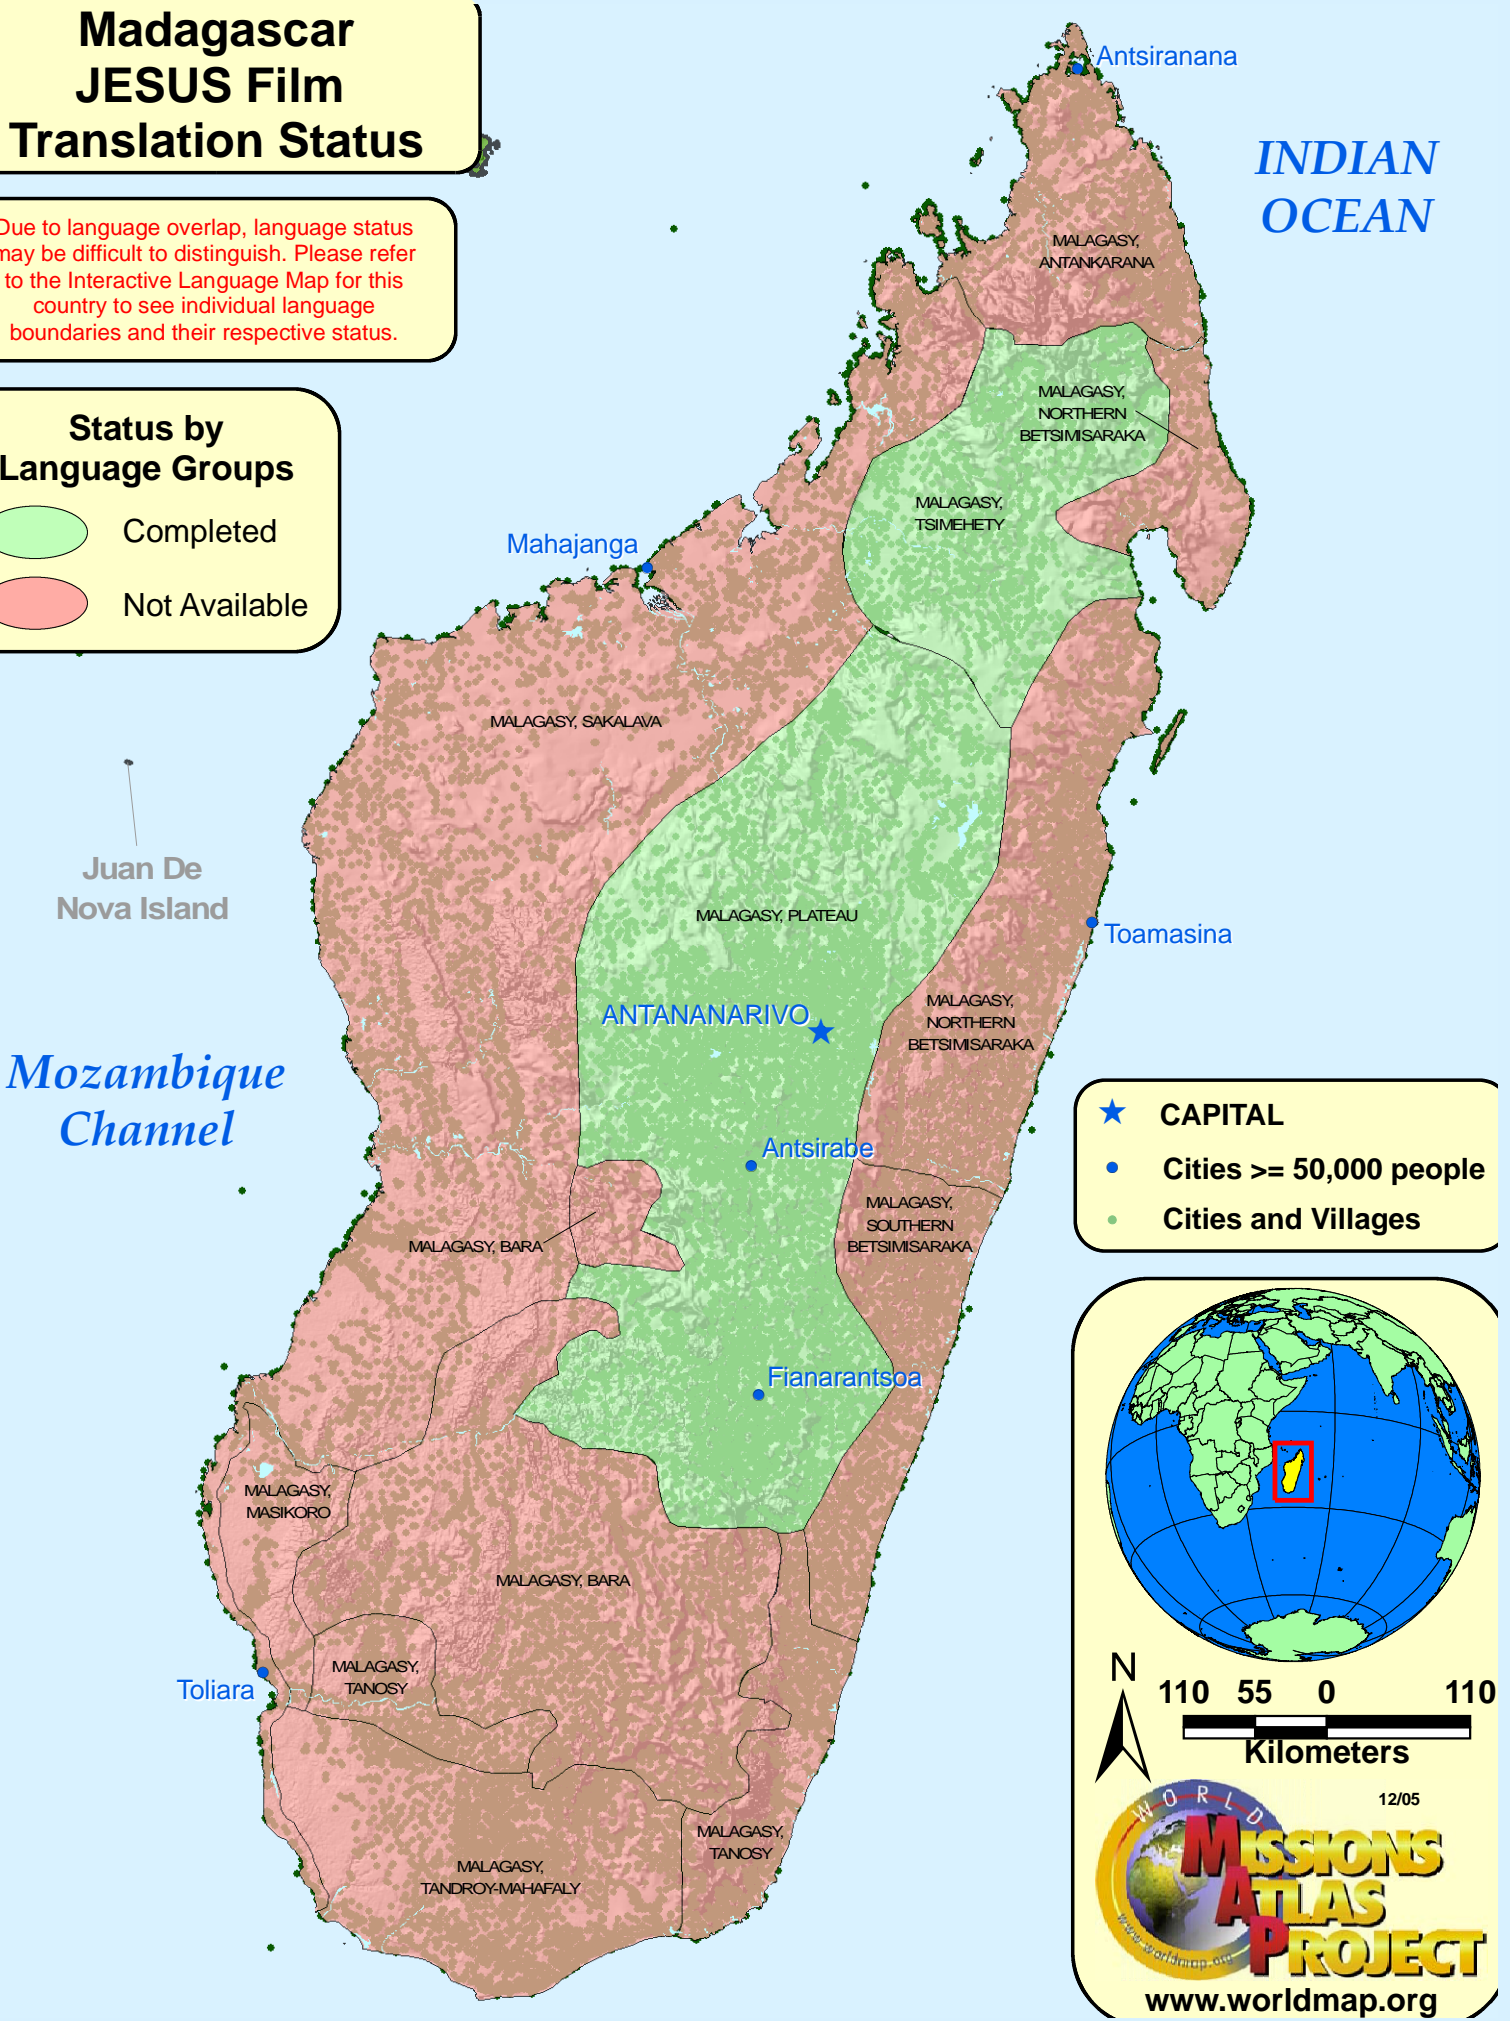 Madagascar
JESUS Film
Translation Status
Due to language overlap, language status
may be difficult to distinguish. Please refer
to the Interactive Language Map for this
country to see individual language
boundaries and their respective status.
Status by
Language Groups
Completed
Not Available
Antsiranana
INDIAN
OCEAN
MALAGASY,
ANTANKARANA
MALAGASY,
NORTHERN
BETSIMISARAKA
MALAGASY,
TSIMEHETY
Mahajanga
MALAGASY, SAKALAVA
Juan De
Nova Island
MALAGASY, PLATEAU
Toamasina
ANTANANARIVO
MALAGASY,
NORTHERN
BETSIMISARAKA
Mozambique
Channel
Antsirabe
MALAGASY,
SOUTHERN
BETSIMISARAKA
MALAGASY, BARA
Fianarantsoa
MALAGASY,
MASIKORO
MALAGASY, BARA
MALAGASY,
TANOSY
Toliara
MALAGASY,
TANOSY
MALAGASY,
TANDROY-MAHAFALY
CAPITAL
Cities >= 50,000 people
Cities and Villages
N
110 55 0 110
Kilometers
12/05
WORLD
MISSIONS
ATLAS
PROJECT
www.worldmap.org
www.worldmap.org